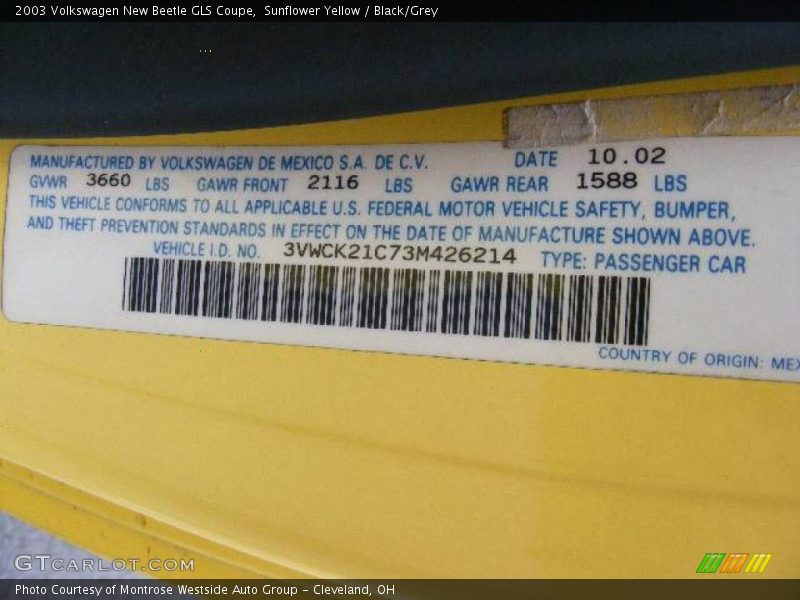 2003 Volkswagen New Beetle GLS Coupe,  Sunflower Yellow / Black/Grey
MANUFACTURED BY VOLKSWAGEN DE MEXICO S.A. DE C.V. DATE 10.02
GVWR 3660 LBS GAWR FRONT 2116 LBS GAWR REAR 1588 LBS
THIS VEHICLE CONFORMS TO ALL APPLICABLE U.S. FEDERAL MOTOR VEHICLE SAFETY, BUMPER,
AND THEFT PREVENTION STANDARDS IN EFFECT ON THE DATE OF MANUFACTURE SHOWN ABOVE.
VEHICLE I.D. NO. 3VWCK21C73M426214 TYPE: PASSENGER CAR
COUNTRY OF ORIGIN: MEX
GTCarLot.com
Photo Courtesy of Montrose Westside Auto Group - Cleveland, OH